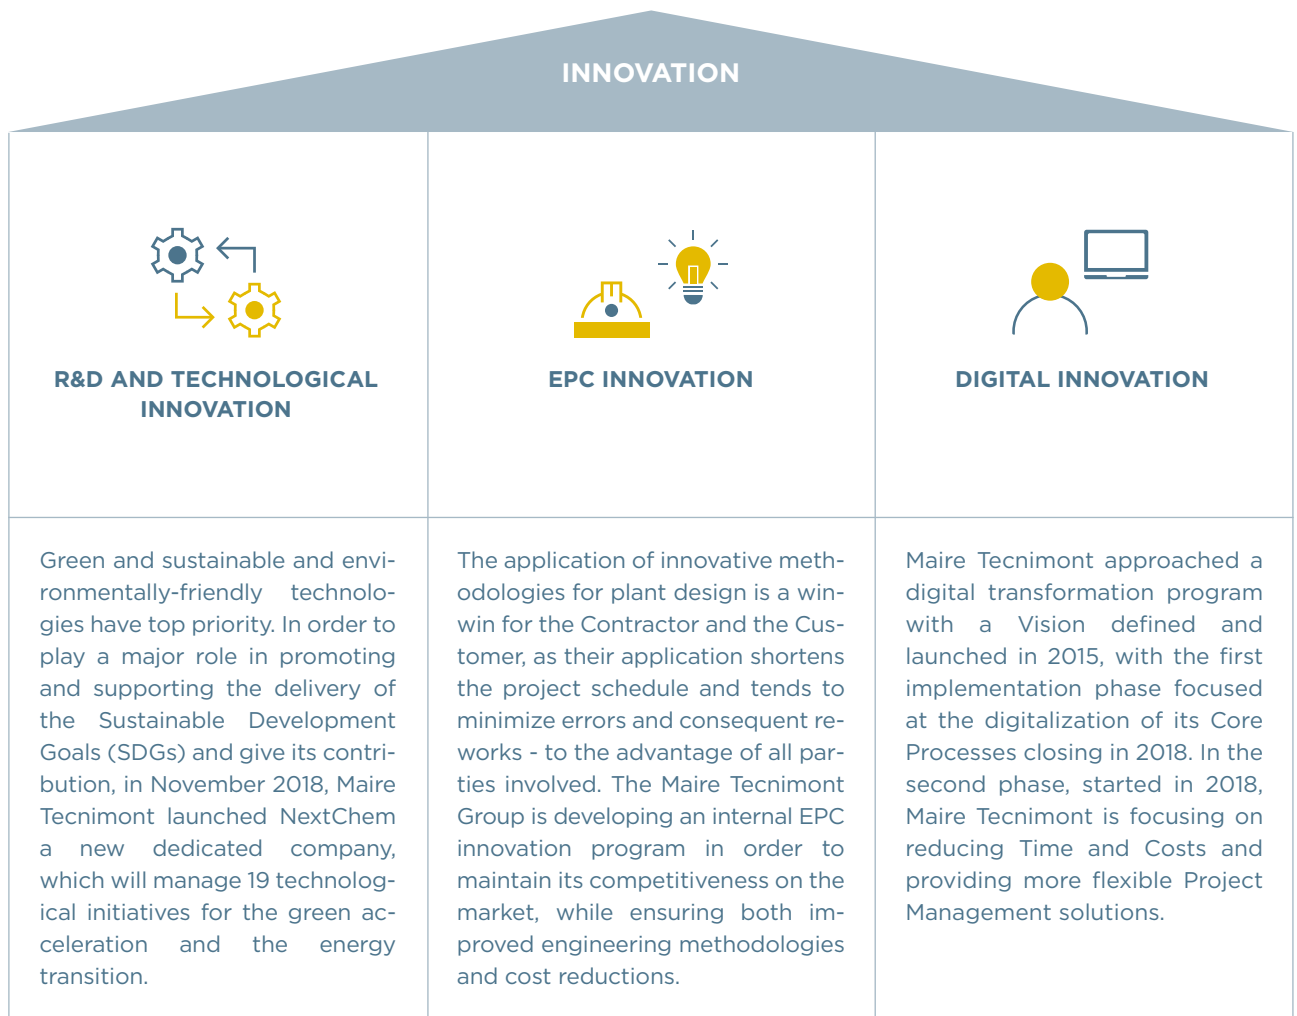 INNOVATION
R&D AND TECHNOLOGICAL
INNOVATION
EPC INNOVATION
DIGITAL INNOVATION
Green and sustainable and envi-
ronmentally-friendly technolo-
gies have top priority. In order to
play a major role in promoting
and supporting the delivery of
the Sustainable Development
Goals (SDGs) and give its contri-
bution, in November 2018, Maire
Tecnimont launched NextChem
a new dedicated company,
which will manage 19 technolog-
ical initiatives for the green ac-
celeration and the energy
transition.
The application of innovative meth-
odologies for plant design is a win-
win for the Contractor and the Cus-
tomer, as their application shortens
the project schedule and tends to
minimize errors and consequent re-
works - to the advantage of all par-
ties involved. The Maire Tecnimont
Group is developing an internal EPC
innovation program in order to
maintain its competitiveness on the
market, while ensuring both im-
proved engineering methodologies
and cost reductions.
Maire Tecnimont approached a
digital transformation program
with a Vision defined and
launched in 2015, with the first
implementation phase focused
at the digitalization of its Core
Processes closing in 2018. In the
second phase, started in 2018,
Maire Tecnimont is focusing on
reducing Time and Costs and
providing more flexible Project
Management solutions.